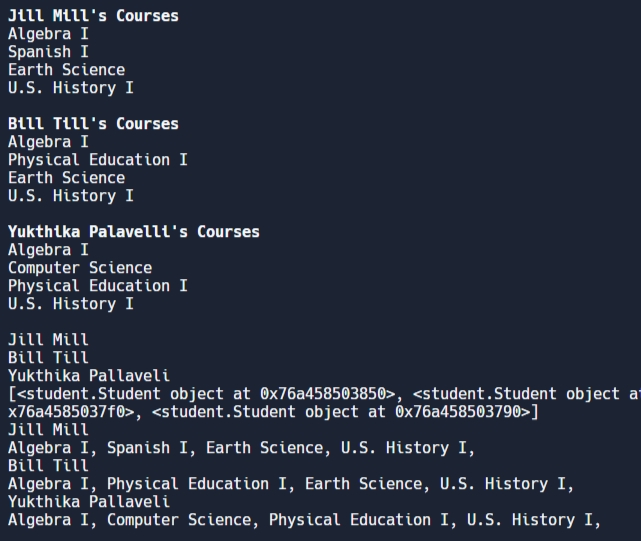 Jill Mill's Courses
Algebra I
Spanish I
Earth Science
U.S. History I
Bill Till's Courses
Algebra I
Physical Education I
Earth Science
U.S. History I
Yukthika Palavelli's Courses
Algebra I
Computer Science
Physical Education I
U.S. History I
Jill Mill
Bill Till
Yukthika Pallaveli
[<student.Student object at 0x76a458503850>, <student.Student object at
x76a4585037f0>, <student.Student object at 0x76a458503790>]
Jill Mill
Algebra I, Spanish I, Earth Science, U.S. History I,
Bill Till
Algebra I, Physical Education I, Earth Science, U.S. History I,
Yukthika Pallaveli
Algebra I, Computer Science, Physical Education I, U.S. History I,